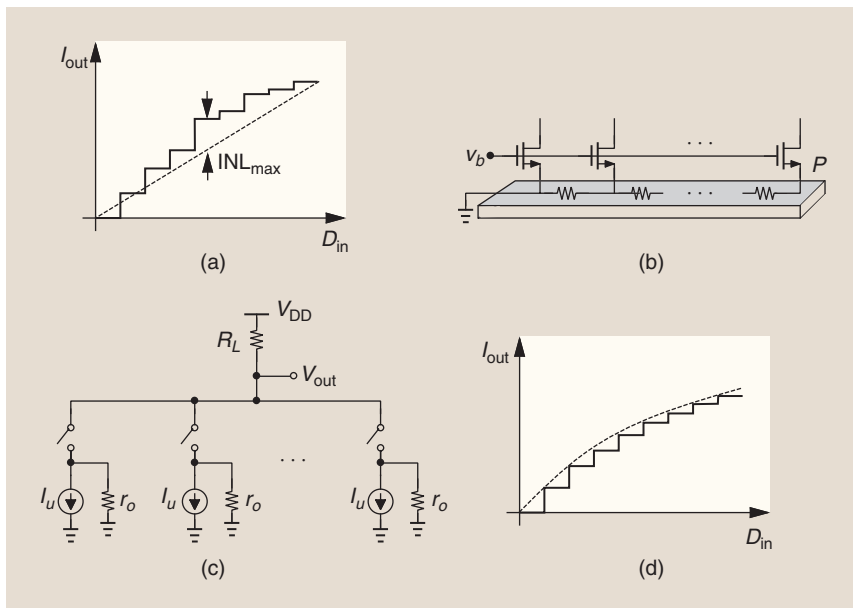 I_out
INL_max
D_in
(a)
v_b
. . .
P
. . .
(b)
V_DD
R_L
V_out
. . .
I_u r_o I_u r_o I_u r_o
(c)
I_out
D_in
(d)